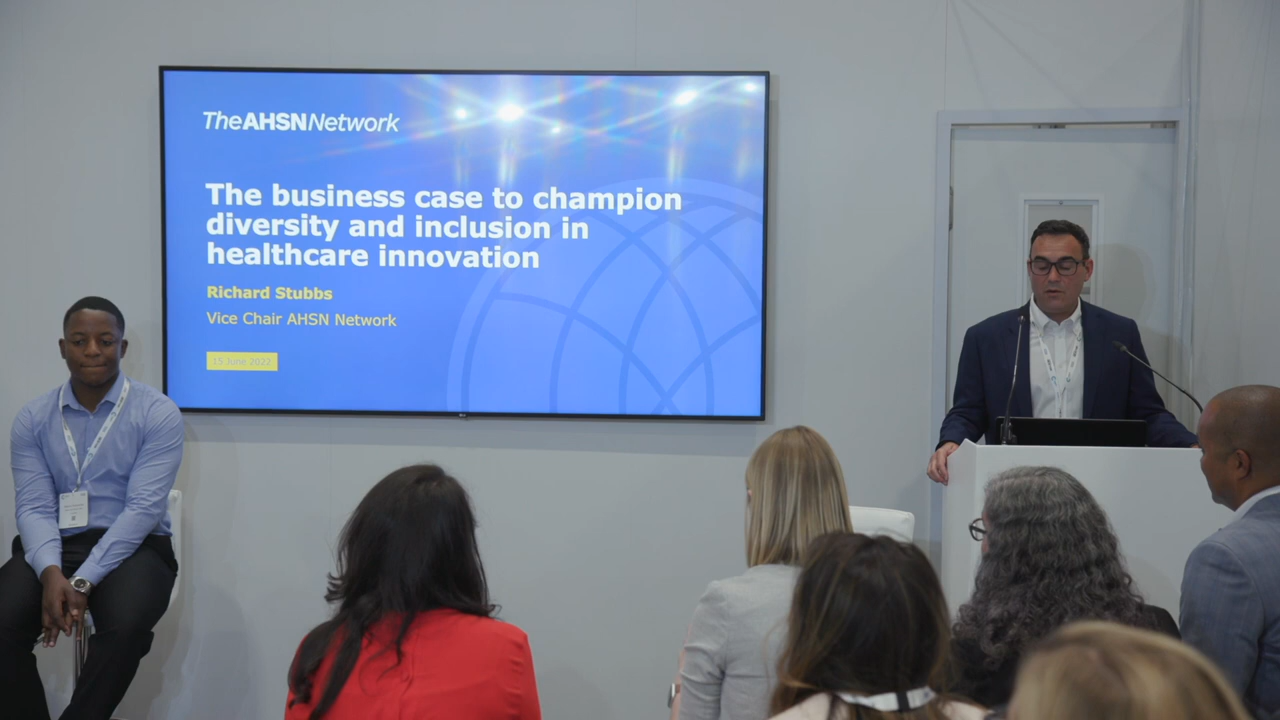 TheAHSNNetwork
The business case to champion
diversity and inclusion in
healthcare innovation
Richard Stubbs
Vice Chair AHSN Network
15 June 2022